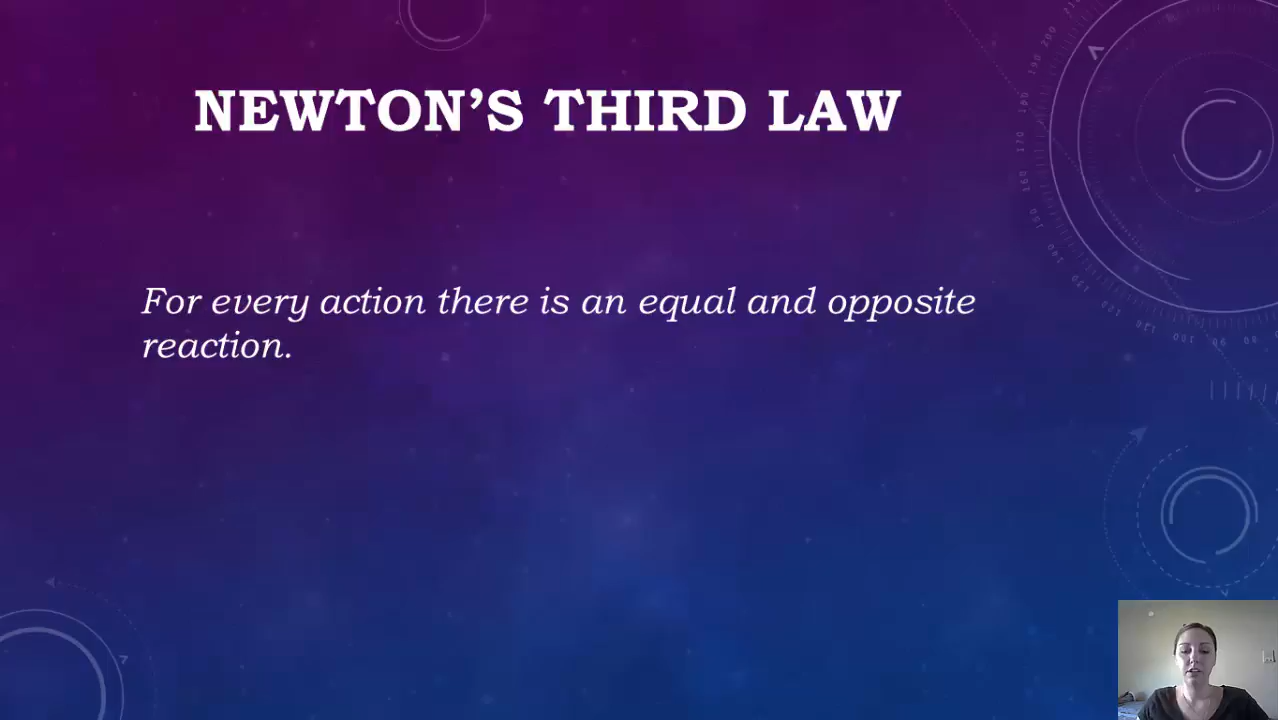 NEWTON’S THIRD LAW
For every action there is an equal and opposite
reaction.